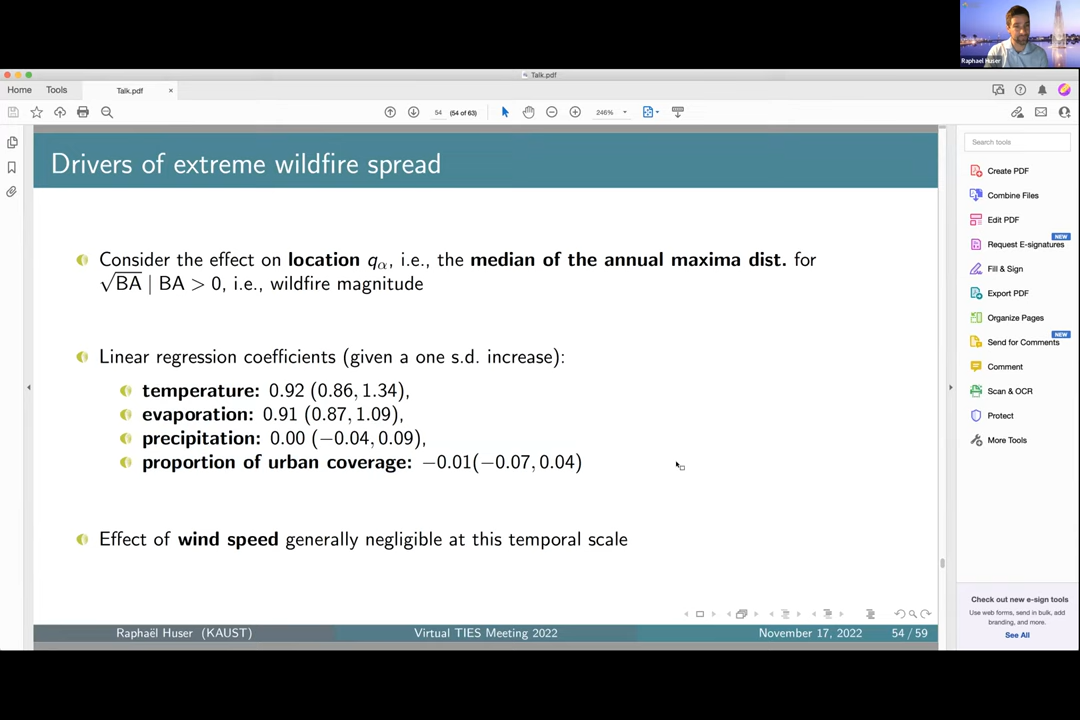 Raphael Huser
Talk.pdf
Home Tools Talk.pdf ×
54 (54 of 63) 246%
Drivers of extreme wildfire spread
Consider the effect on location qα, i.e., the median of the annual maxima dist. for
√BA | BA > 0, i.e., wildfire magnitude
Linear regression coefficients (given a one s.d. increase):
temperature: 0.92 (0.86, 1.34),
evaporation: 0.91 (0.87, 1.09),
precipitation: 0.00 (−0.04, 0.09),
proportion of urban coverage: −0.01(−0.07, 0.04)
Effect of wind speed generally negligible at this temporal scale
Raphaël Huser (KAUST) Virtual TIES Meeting 2022 November 17, 2022 54 / 59
Search tools
Create PDF
Combine Files
Edit PDF
NEW
Request E-signatures
Fill & Sign
Export PDF
Organize Pages
NEW
Send for Comments
Comment
Scan & OCR
Protect
More Tools
Check out new e-sign tools
Use web forms, send in bulk, add
branding, and more.
See All